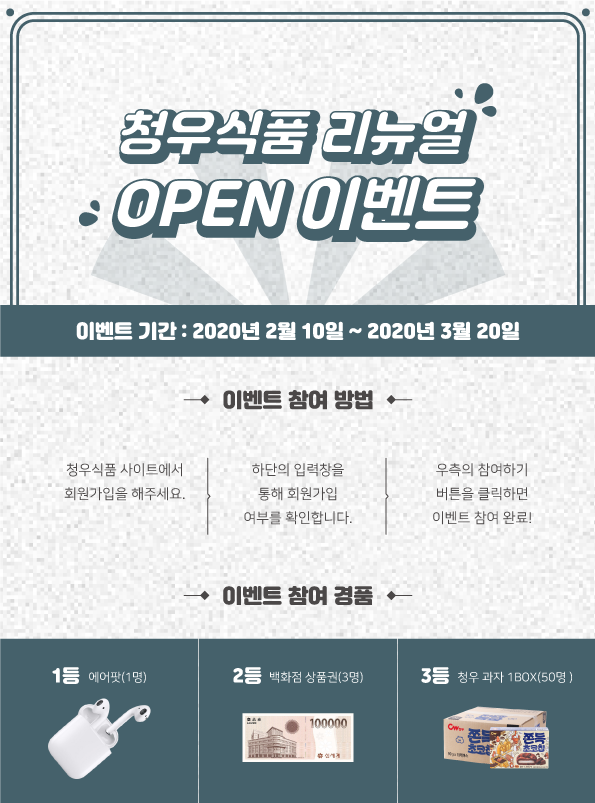 청우식품 리뉴얼
OPEN 이벤트
이벤트 기간 : 2020년 2월 10일 ~ 2020년 3월 20일
이벤트 참여 방법
청우식품 사이트에서
회원가입을 해주세요.
하단의 입력창을
통해 회원가입
여부를 확인합니다.
우측의 참여하기
버튼을 클릭하면
이벤트 참여 완료!
이벤트 참여 경품
1등 에어팟(1명)
2등 백화점 상품권(3명)
3등 청우 과자 1BOX(50명 )
100000
신세계
CW
쫀득
초코칩
쫀득
초코칩